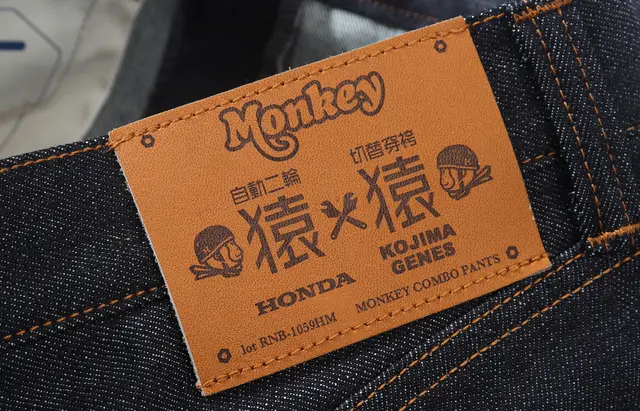 Monkey
自動二輪 切替穿袴
猿×猿
HONDA KOJIMA
GENES
lot RNB-1059HM MONKEY COMBO PANTS